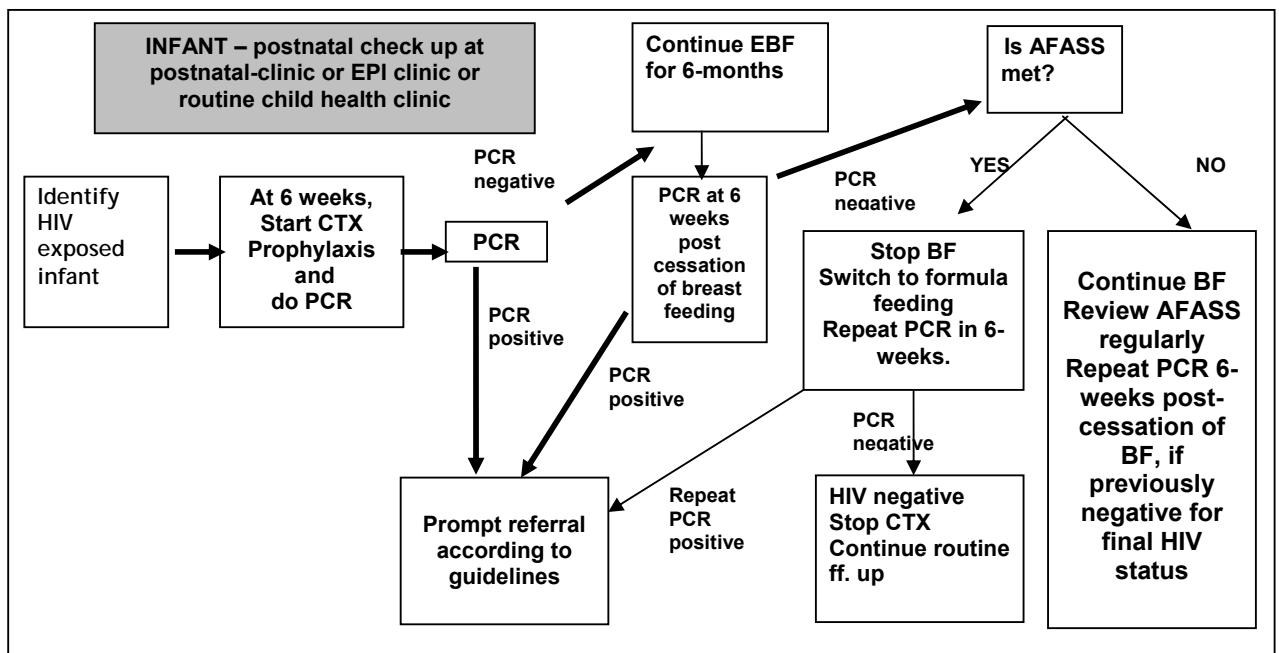 INFANT – postnatal check up at
postnatal-clinic or EPI clinic or
routine child health clinic
Continue EBF
for 6-months
Is AFASS
met?
PCR
negative
YES
NO
PCR
negative
Identify
HIV
exposed
infant
At 6 weeks,
Start CTX
Prophylaxis
and
do PCR
PCR
PCR at 6
weeks
post
cessation
of breast
feeding
Stop BF
Switch to formula
feeding
Repeat PCR in 6-
weeks.
Continue BF
Review AFASS
regularly
Repeat PCR 6-
weeks post-
cessation of
BF, if
previously
negative for
final HIV
status
PCR
positive
PCR
positive
PCR
negative
Prompt referral
according to
guidelines
Repeat
PCR
positive
HIV negative
Stop CTX
Continue routine
ff. up